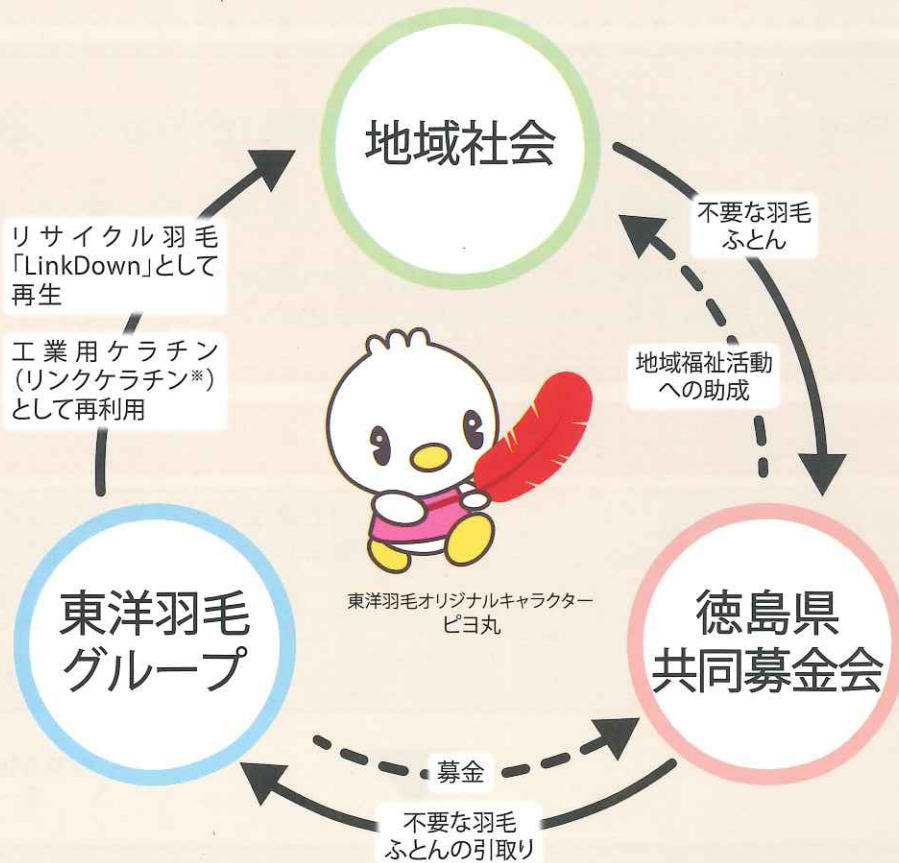 地域社会
不要な羽毛
ふとん
リサイクル羽毛
「LinkDown」として
再生
工業用ケラチン
(リンクケラチン※)
として再利用
地域福祉活動
への助成
東洋羽毛オリジナルキャラクター
ピヨ丸
東洋羽毛
グループ
徳島県
共同募金会
募金
不要な羽毛
ふとんの引取り